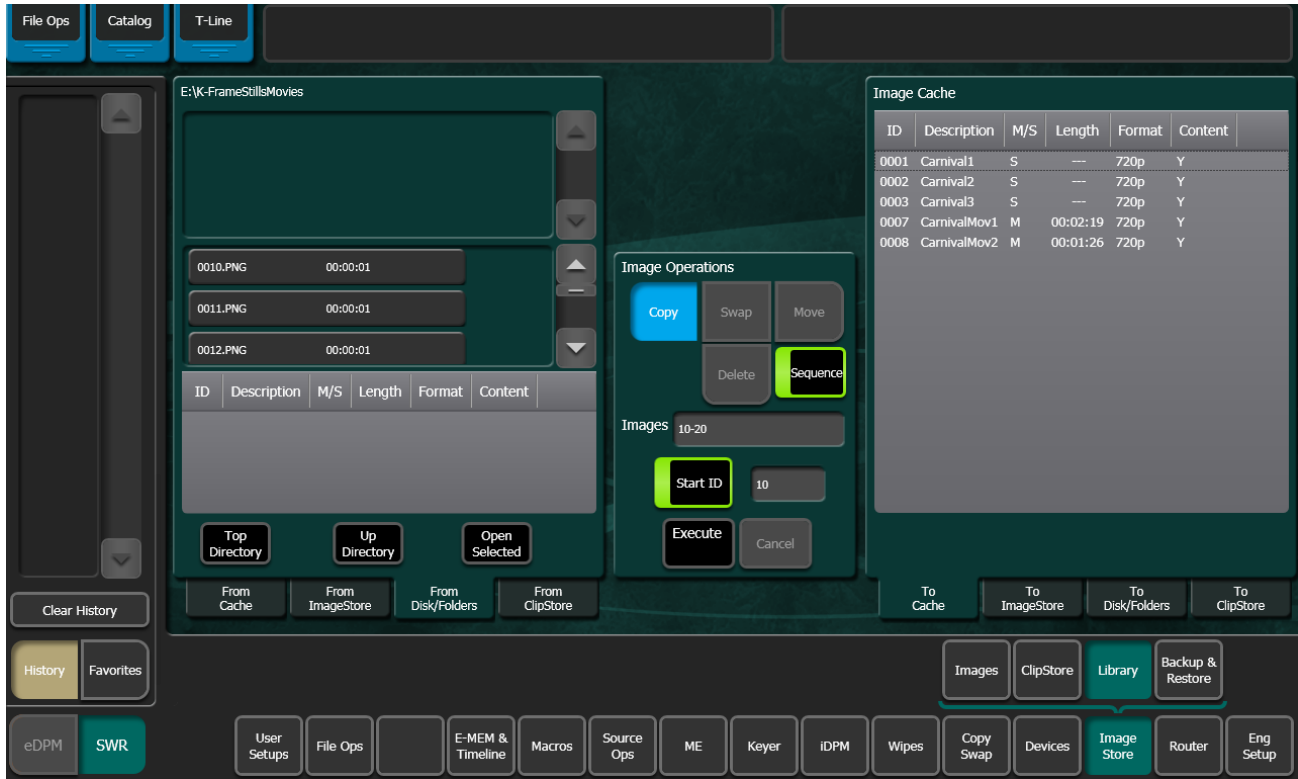 File Ops
Catalog
T-Line
E:\K-FrameStillsMovies
0010.PNG 00:00:01
0011.PNG 00:00:01
0012.PNG 00:00:01
ID Description M/S Length Format Content
Top
Directory
Up
Directory
Open
Selected
From
Cache
From
ImageStore
From
Disk/Folders
From
ClipStore
Image Operations
Copy
Swap
Move
Delete
Sequence
Images 10-20
Start ID 10
Execute
Cancel
Image Cache
ID Description M/S Length Format Content
0001 Carnival1 S --- 720p Y
0002 Carnival2 S --- 720p Y
0003 Carnival3 S --- 720p Y
0007 CarnivalMov1 M 00:02:19 720p Y
0008 CarnivalMov2 M 00:01:26 720p Y
To
Cache
To
ImageStore
To
Disk/Folders
To
ClipStore
Clear History
History
Favorites
Images
ClipStore
Library
Backup &
Restore
eDPM
SWR
User
Setups
File Ops
E-MEM &
Timeline
Macros
Source
Ops
ME
Keyer
iDPM
Wipes
Copy
Swap
Devices
Image
Store
Router
Eng
Setup